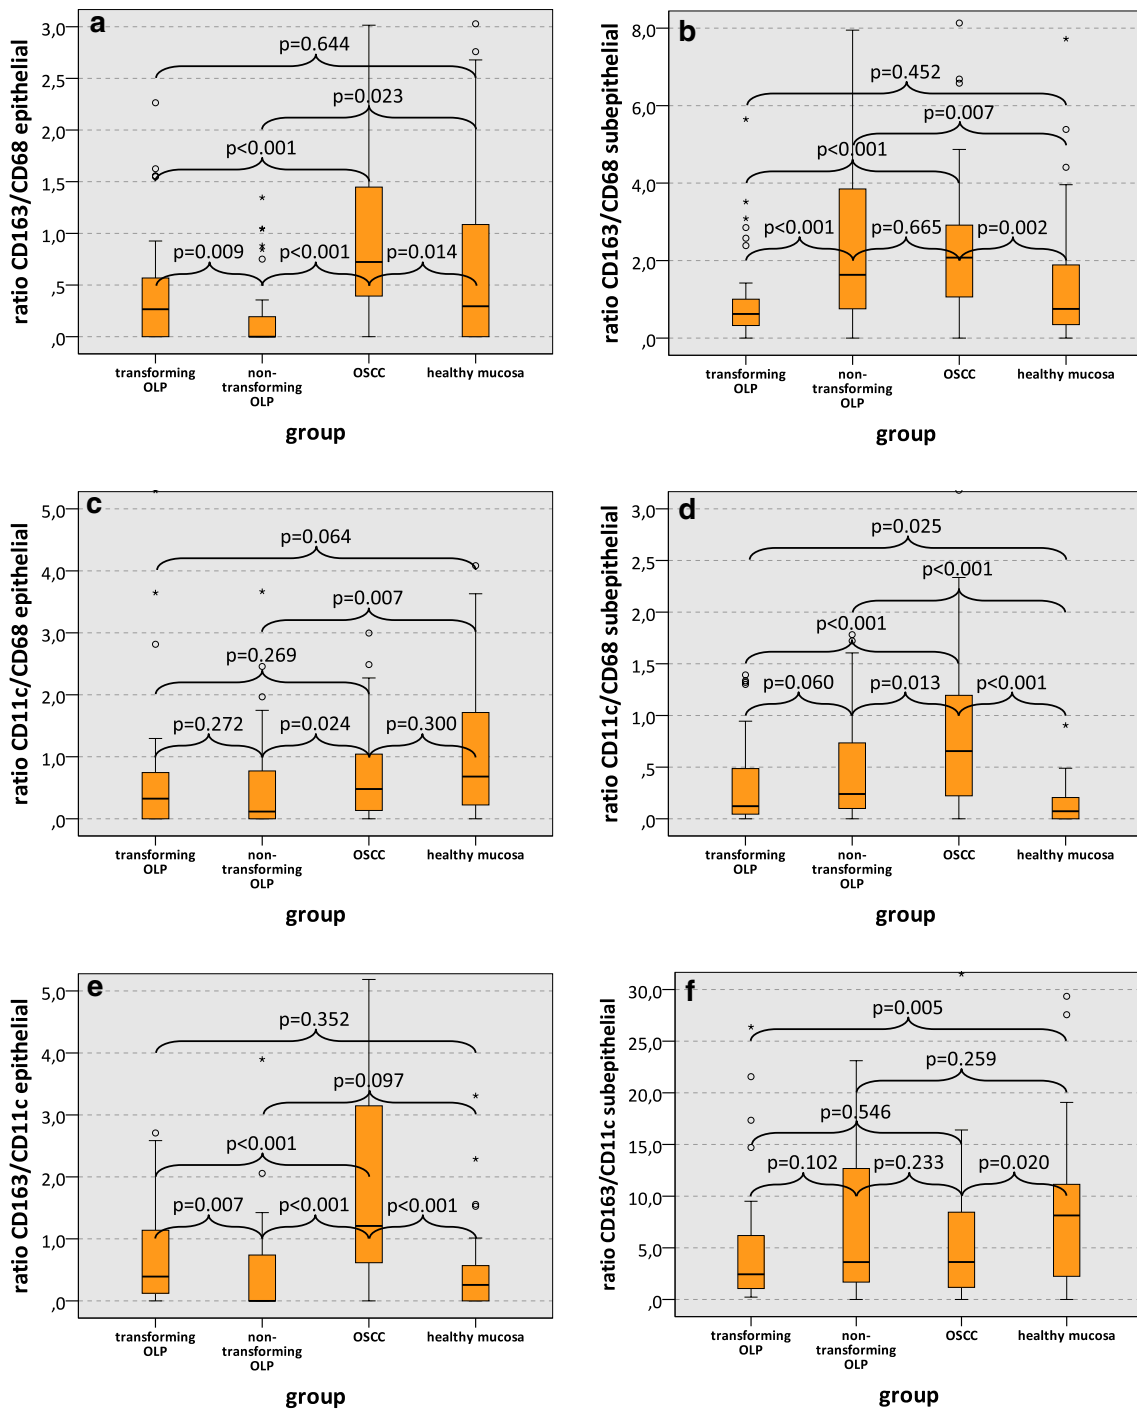 a
ratio CD163/CD68 epithelial
3,0
2,5
2,0
1,5
1,0
,5
,0
p=0.644
p=0.023
p<0.001
p=0.009 p<0.001 p=0.014
transforming OLP
non-transforming OLP
OSCC
healthy mucosa
group
b
ratio CD163/CD68 subepithelial
8,0
6,0
4,0
2,0
,0
p=0.452
p=0.007
p<0.001
p<0.001 p=0.665 p=0.002
transforming OLP
non-transforming OLP
OSCC
healthy mucosa
group
c
ratio CD11c/CD68 epithelial
5,0
4,0
3,0
2,0
1,0
,0
p=0.064
p=0.007
p=0.269
p=0.272 p=0.024 p=0.300
transforming OLP
non-transforming OLP
OSCC
healthy mucosa
group
d
ratio CD11c/CD68 subepithelial
3,0
2,5
2,0
1,5
1,0
,5
,0
p=0.025
p<0.001
p<0.001
p=0.060 p=0.013 p<0.001
transforming OLP
non-transforming OLP
OSCC
healthy mucosa
group
e
ratio CD163/CD11c epithelial
5,0
4,0
3,0
2,0
1,0
,0
p=0.352
p=0.097
p<0.001
p=0.007 p<0.001 p<0.001
transforming OLP
non-transforming OLP
OSCC
healthy mucosa
group
f
ratio CD163/CD11c subepithelial
30,0
25,0
20,0
15,0
10,0
5,0
,0
p=0.005
p=0.259
p=0.546
p=0.102 p=0.233 p=0.020
transforming OLP
non-transforming OLP
OSCC
healthy mucosa
group